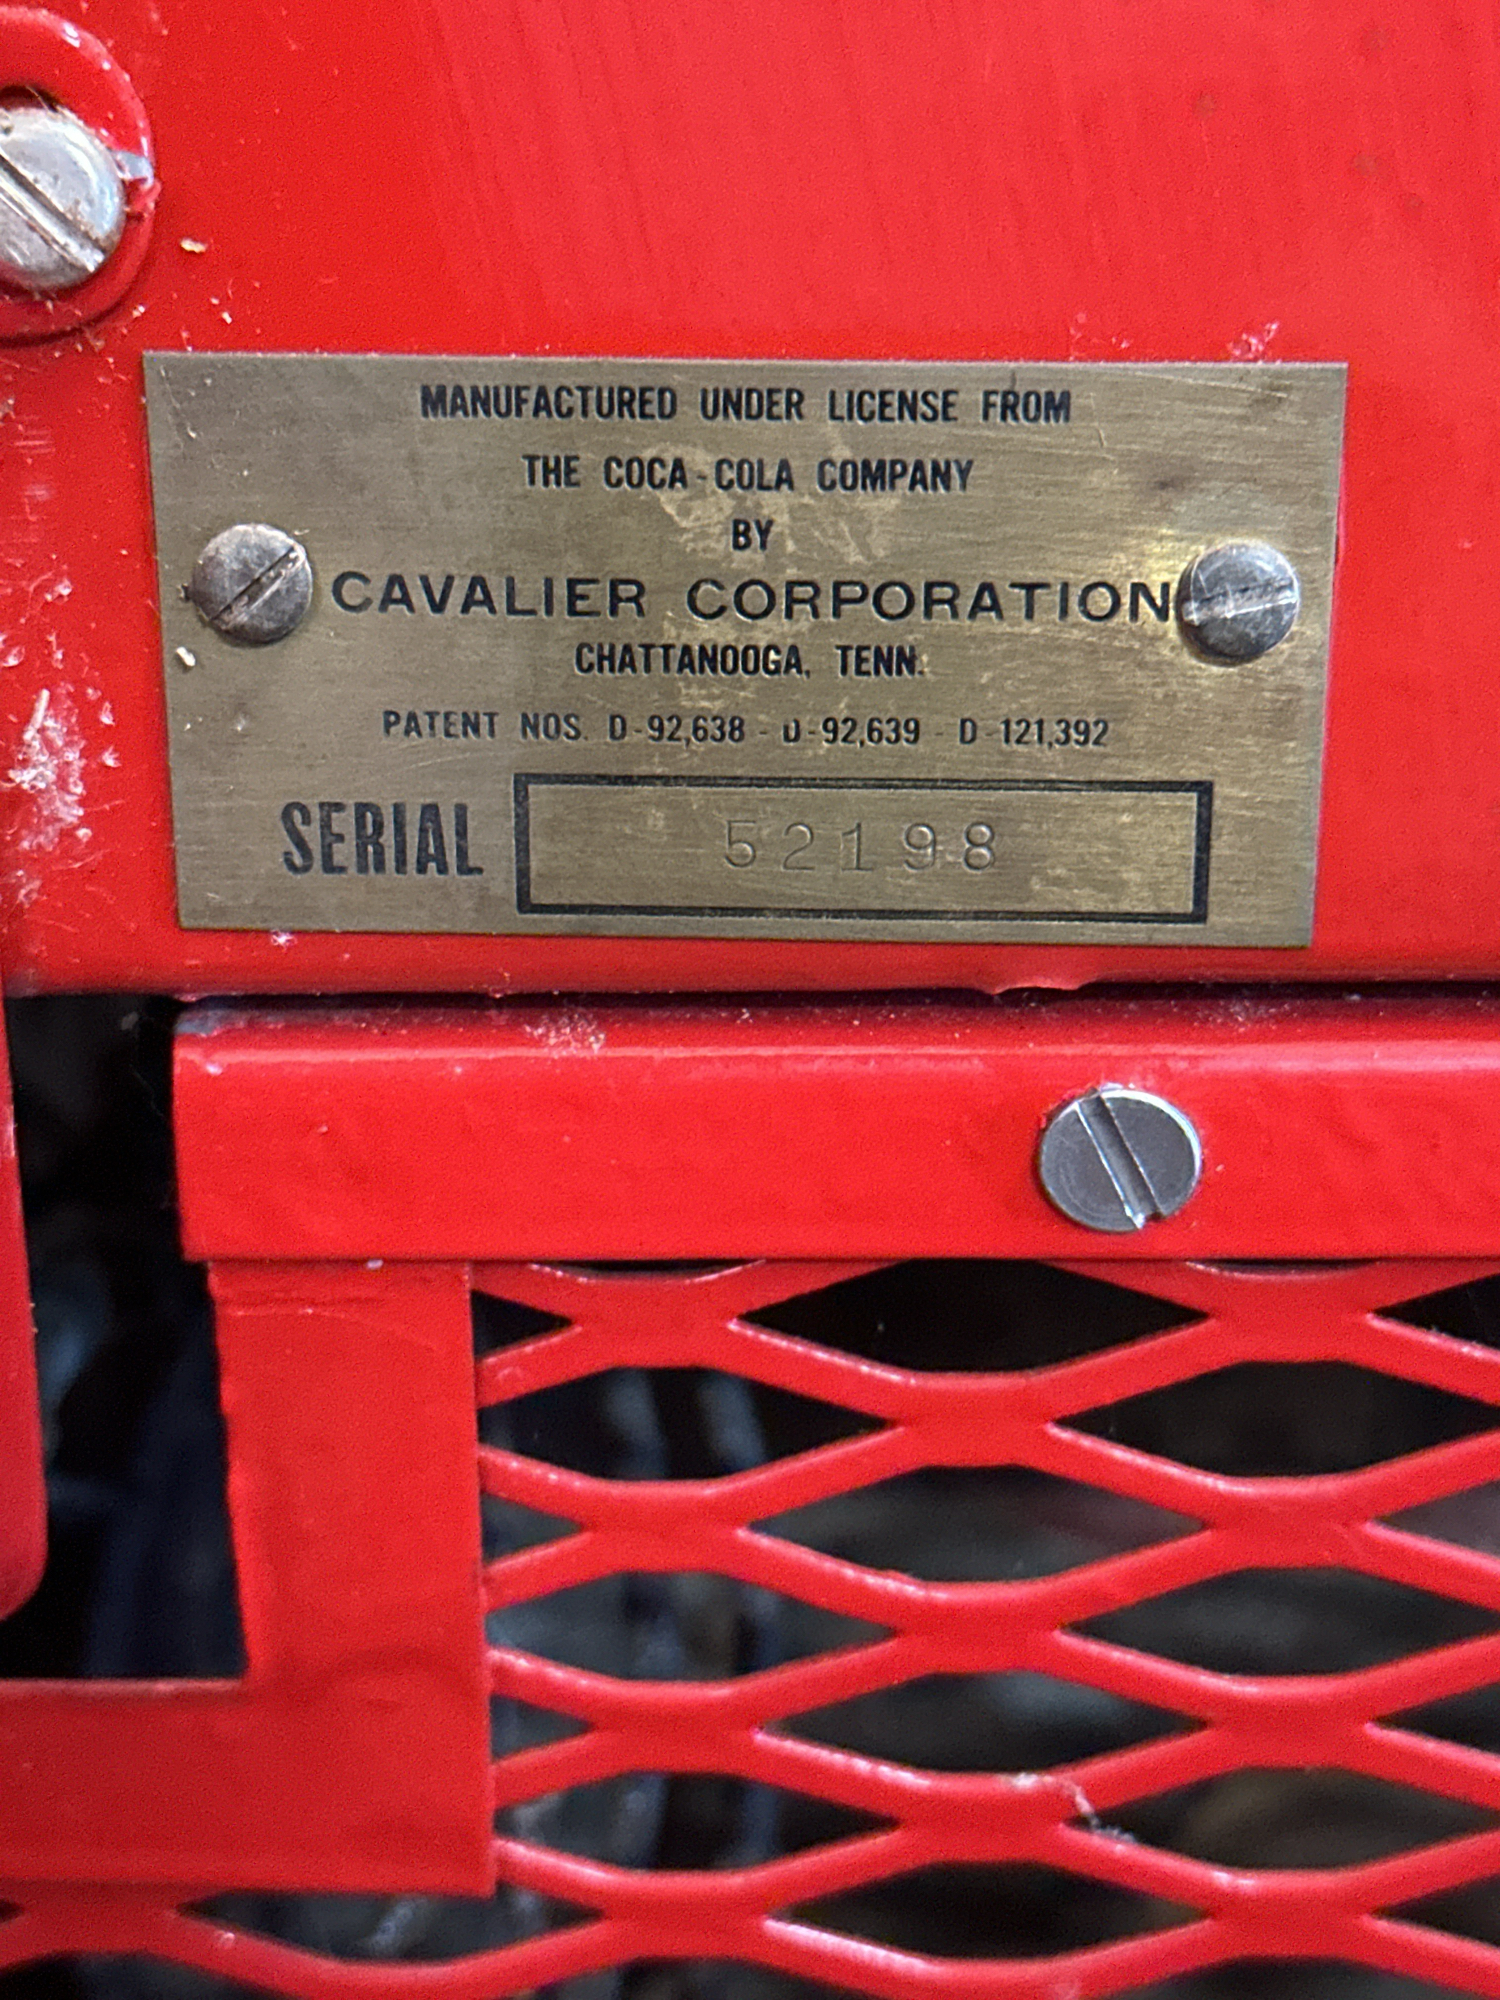 MANUFACTURED UNDER LICENSE FROM
THE COCA-COLA COMPANY
BY
CAVALIER CORPORATION
CHATTANOOGA, TENN.
PATENT NOS. D-92,638 - D-92,639 - D-121,392
SERIAL 52198